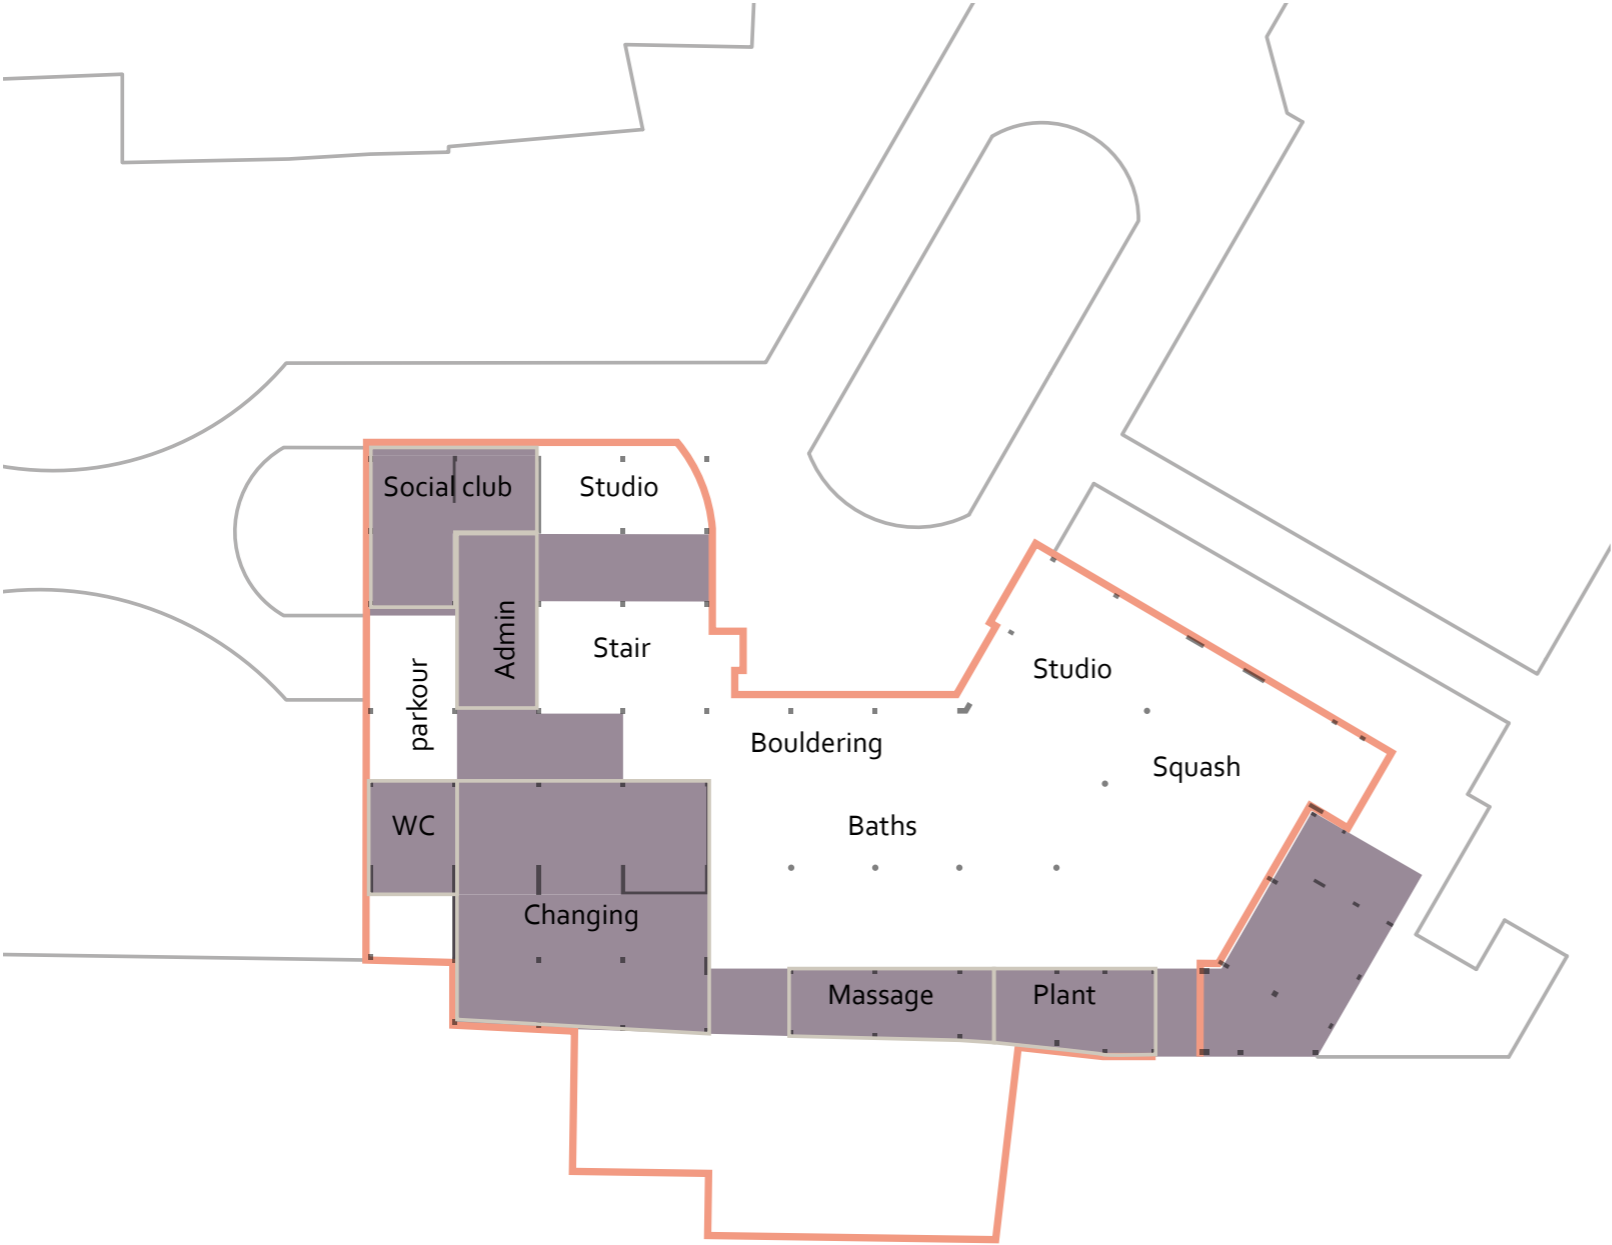 Social club
Studio
Admin
Stair
parkour
Studio
Bouldering
Squash
WC
Baths
Changing
Massage
Plant